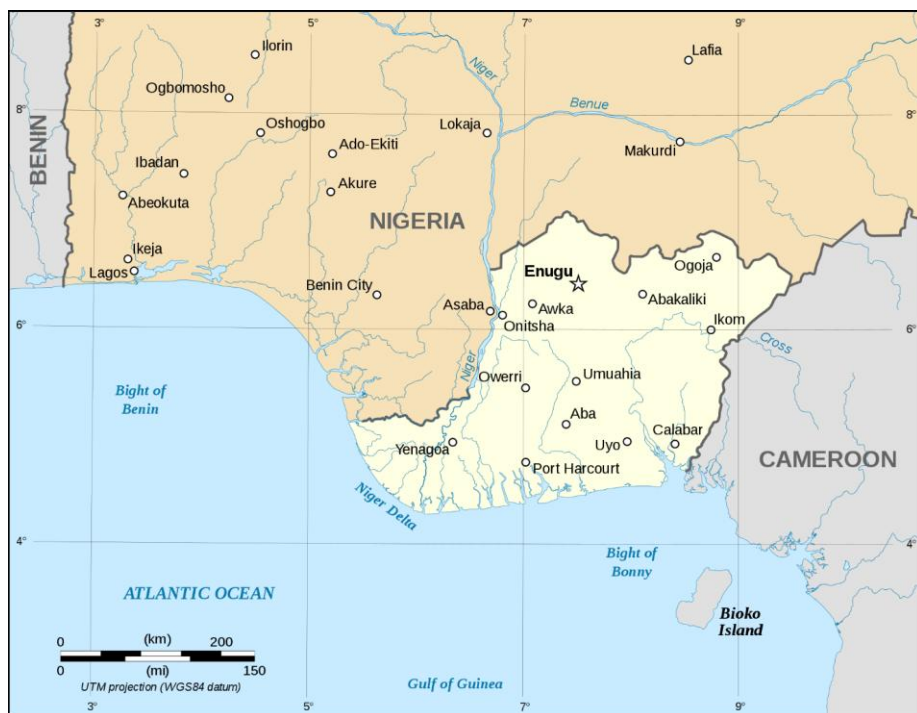 3°
5°
7°
9°
Ilorin
Niger
Lafia
Ogbomosho
8°
Benue
8°
Oshogbo
Lokaja
BENIN
Ado-Ekiti
Makurdi
Ibadan
Akure
Abeokuta
NIGERIA
Ikeja
Lagos
Enugu
Ogoja
Benin City
Abakaliki
Asaba
Awka
Onitsha
Ikom
6°
6°
Cross
Niger
Bight of
Benin
Owerri
Umuahia
Aba
Calabar
Yenagoa
Uyo
CAMEROON
Port Harcourt
Niger Delta
4°
4°
Bight of
Bonny
ATLANTIC OCEAN
Bioko
Island
0 (km) 200
0 (mi) 150
UTM projection (WGS84 datum)
Gulf of Guinea
3°
5°
7°
9°